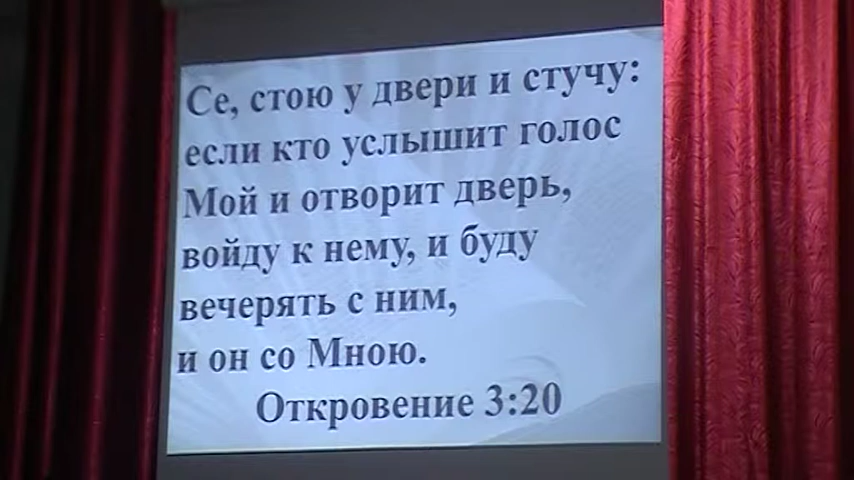 Се, стою у двери и стучу:
если кто услышит голос
Мой и отворит дверь,
войду к нему, и буду
вечерять с ним,
и он со Мною.
Откровение 3:20